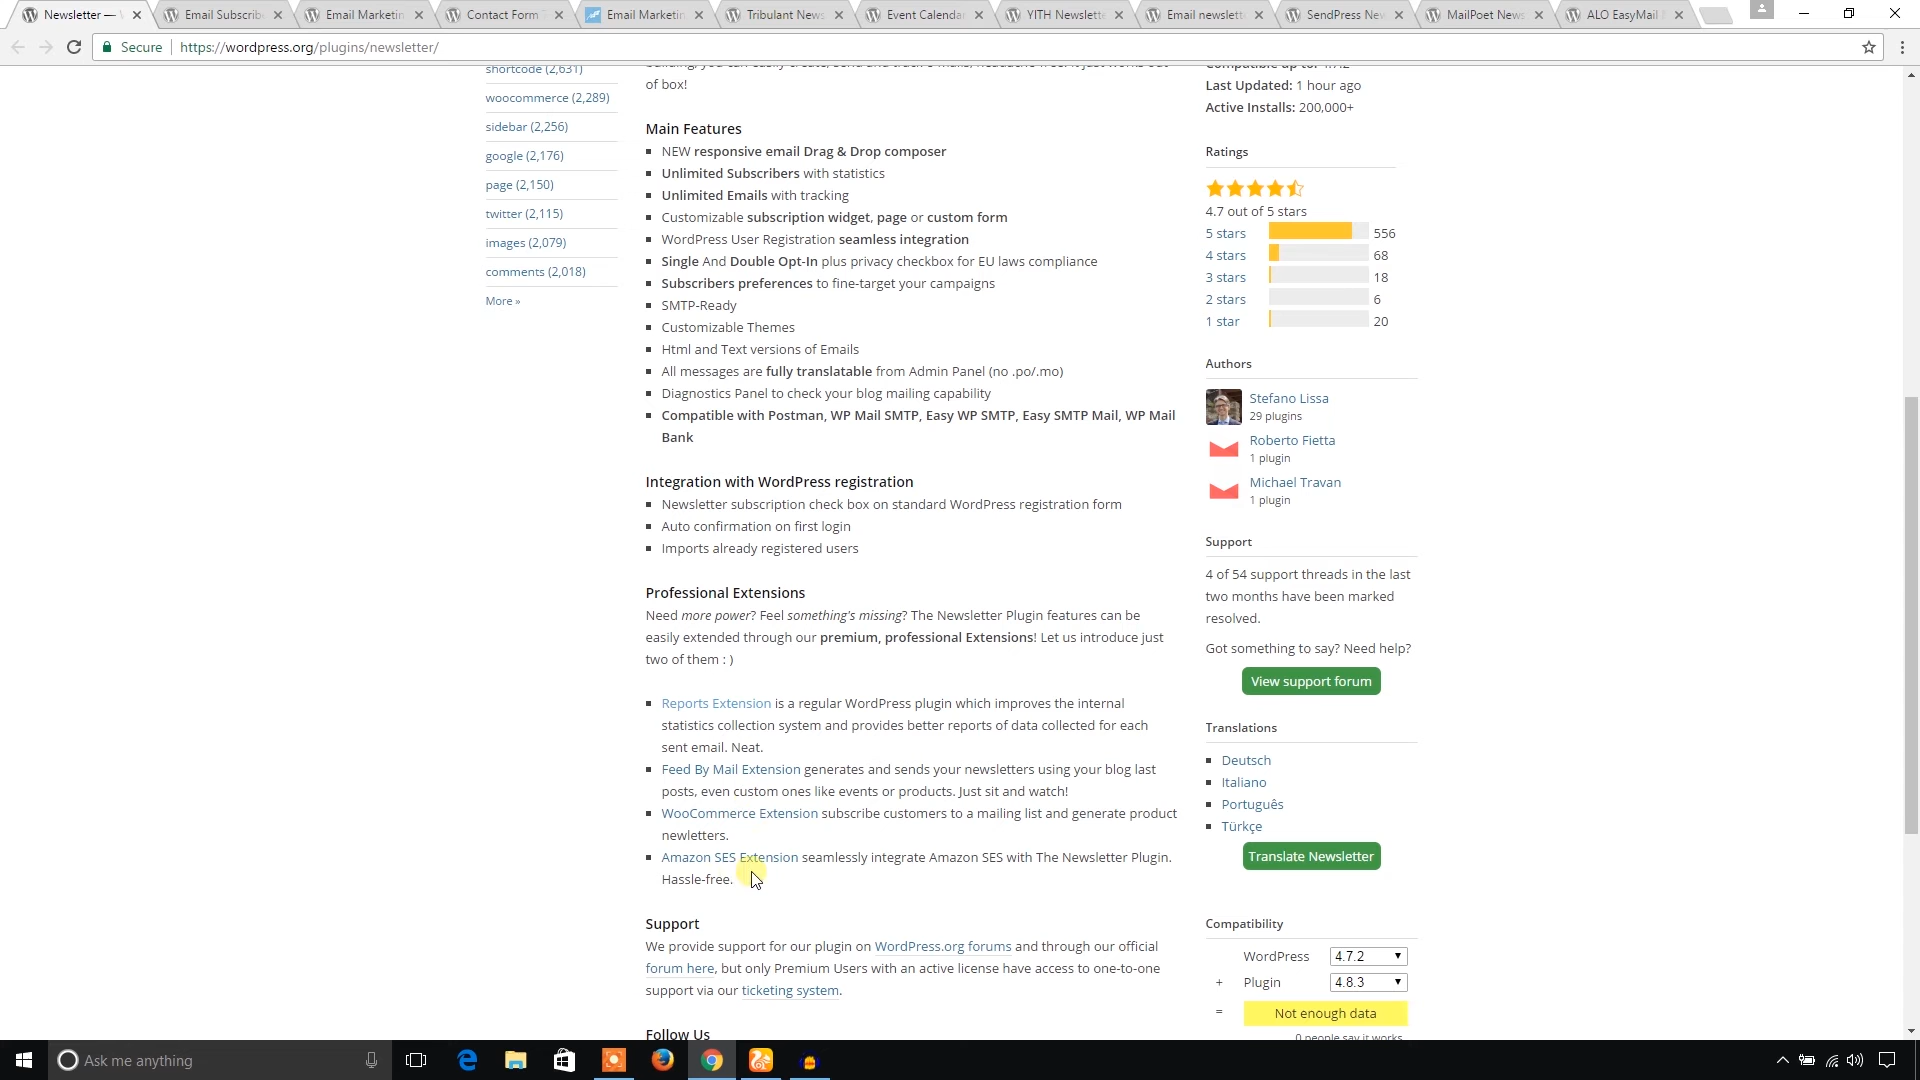 Newsletter —
Email Subscrib
Email Marketin
Contact Form
Email Marketin
Tribulant News
Event Calenda
YITH Newslette
Email newslett
SendPress Ne
MailPoet News
ALO EasyMail
Secure
https://wordpress.org/plugins/newsletter/
shortcode (2,631)
woocommerce (2,289)
sidebar (2,256)
google (2,176)
page (2,150)
twitter (2,115)
images (2,079)
comments (2,018)
More »
of box!
Main Features
NEW responsive email Drag & Drop composer
Unlimited Subscribers with statistics
Unlimited Emails with tracking
Customizable subscription widget, page or custom form
WordPress User Registration seamless integration
Single And Double Opt-In plus privacy checkbox for EU laws compliance
Subscribers preferences to fine-target your campaigns
SMTP-Ready
Customizable Themes
Html and Text versions of Emails
All messages are fully translatable from Admin Panel (no .po/.mo)
Diagnostics Panel to check your blog mailing capability
Compatible with Postman, WP Mail SMTP, Easy WP SMTP, Easy SMTP Mail, WP Mail
Bank
Integration with WordPress registration
Newsletter subscription check box on standard WordPress registration form
Auto confirmation on first login
Imports already registered users
Professional Extensions
Need more power? Feel something's missing? The Newsletter Plugin features can be
easily extended through our premium, professional Extensions! Let us introduce just
two of them : )
Reports Extension is a regular WordPress plugin which improves the internal
statistics collection system and provides better reports of data collected for each
sent email. Neat.
Feed By Mail Extension generates and sends your newsletters using your blog last
posts, even custom ones like events or products. Just sit and watch!
WooCommerce Extension subscribe customers to a mailing list and generate product
newletters.
Amazon SES Extension seamlessly integrate Amazon SES with The Newsletter Plugin.
Hassle-free.
Support
We provide support for our plugin on WordPress.org forums and through our official
forum here, but only Premium Users with an active license have access to one-to-one
support via our ticketing system.
Follow Us
Compatible up to: 4.7.2
Last Updated: 1 hour ago
Active Installs: 200,000+
Ratings
4.7 out of 5 stars
5 stars 556
4 stars 68
3 stars 18
2 stars 6
1 star 20
Authors
Stefano Lissa
29 plugins
Roberto Fietta
1 plugin
Michael Travan
1 plugin
Support
4 of 54 support threads in the last
two months have been marked
resolved.
Got something to say? Need help?
View support forum
Translations
Deutsch
Italiano
Português
Türkçe
Translate Newsletter
Compatibility
WordPress 4.7.2
+ Plugin 4.8.3
= Not enough data
0 people say it works.
Ask me anything